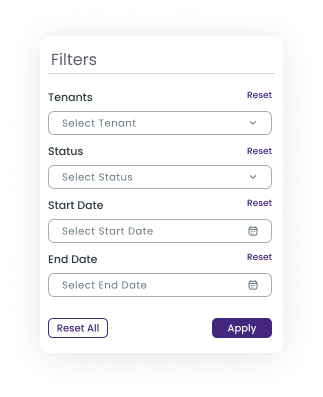 Filters
Tenants Reset
Select Tenant
Status Reset
Select Status
Start Date Reset
Select Start Date
End Date Reset
Select End Date
Reset All Apply